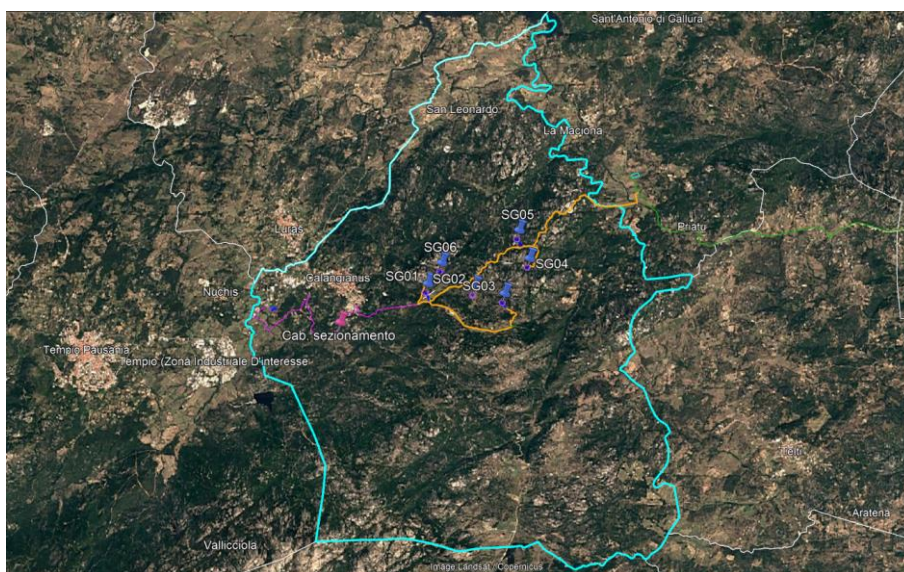 Sant'Antonio di Gallura
San Leonardo
La Maciona
SG05
Luras
Priatu
SG06
SG04
Calangianus
SG01
SG02
SG03
Nuchis
Cab. sezionamento
Tempio Pausania
Tempio (Zona Industriale D'interesse
Telti
Aratena
Vallicciola
Image Landsat / Copernicus